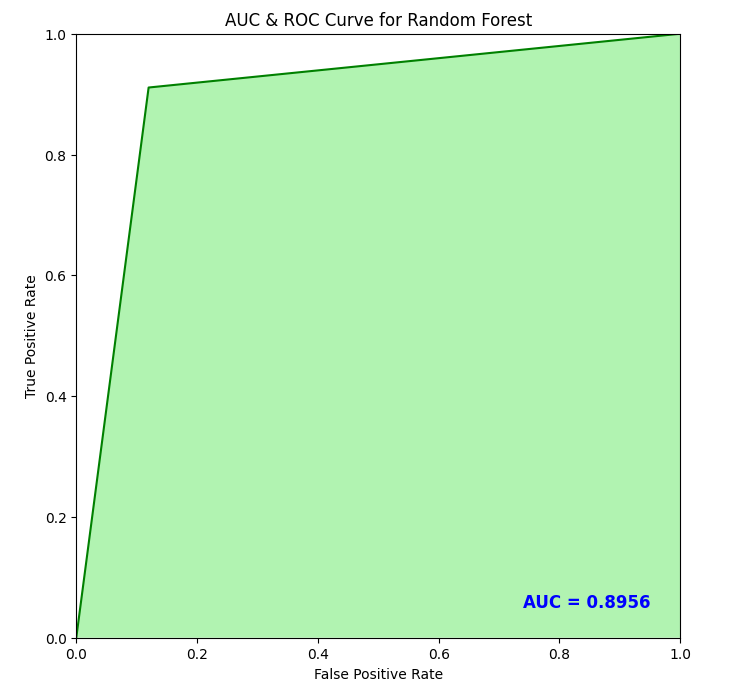 AUC & ROC Curve for Random Forest
1.0
0.8
0.6
0.4
0.2
0.0
True Positive Rate
AUC = 0.8956
0.0 0.2 0.4 0.6 0.8 1.0
False Positive Rate